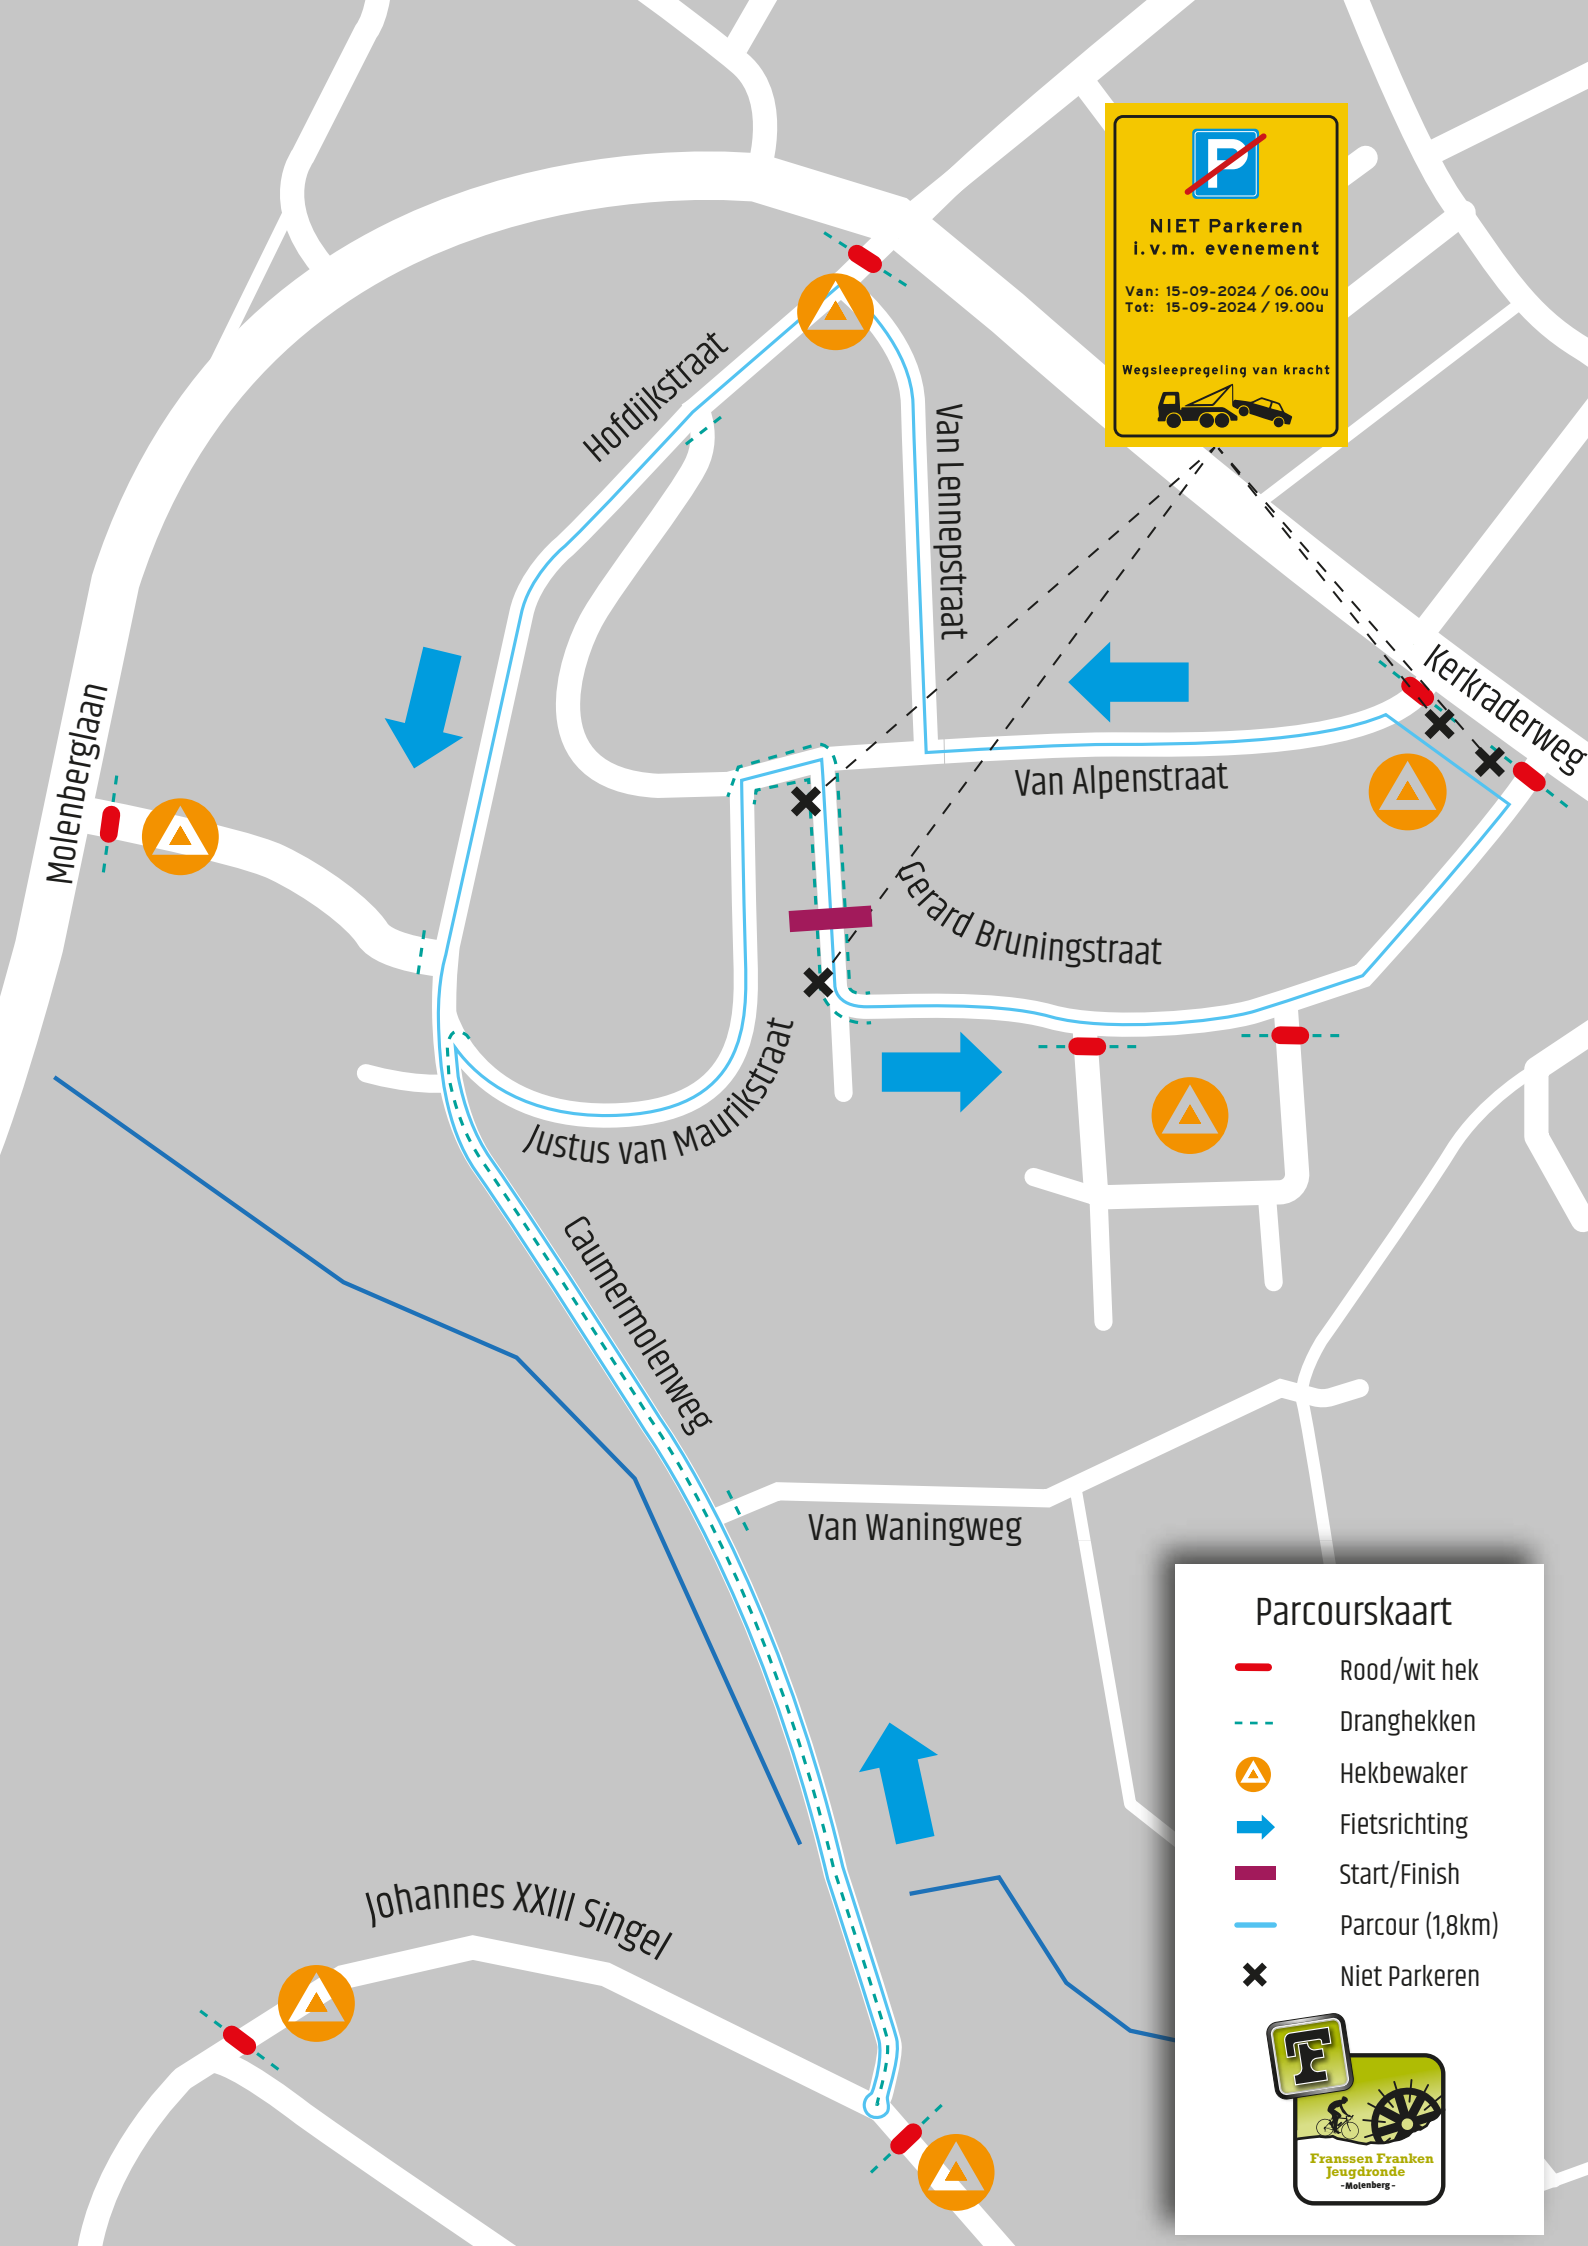 P
NIET Parkeren
i.v.m. evenement
Van: 15-09-2024 / 06.00u
Tot: 15-09-2024 / 19.00u
Wegsleepregeling van kracht
Hofdijkstraat
Van Lennepstraat
Kerkraderweg
Molenberglaan
Van Alpenstraat
Gerard Bruningstraat
Justus van Maurikstraat
Caumermolenweg
Van Waningweg
Johannes XXIII Singel
Parcourskaart
Rood/wit hek
Dranghekken
Hekbewaker
Fietsrichting
Start/Finish
Parcour (1,8km)
Niet Parkeren
F
Franssen Franken
Jeugdronde
-Molenberg-